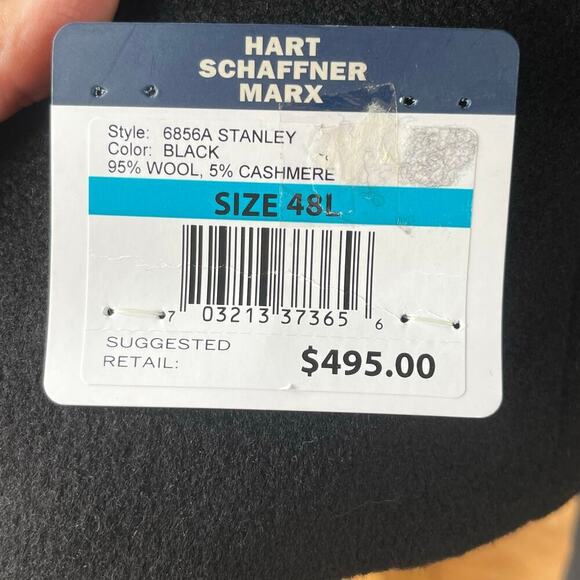 HART
SCHAFFNER
MARX
Style: 6856A STANLEY
Color: BLACK
95% WOOL, 5% CASHMERE
SIZE 48L
7 03213 37365 6
SUGGESTED
RETAIL: $495.00